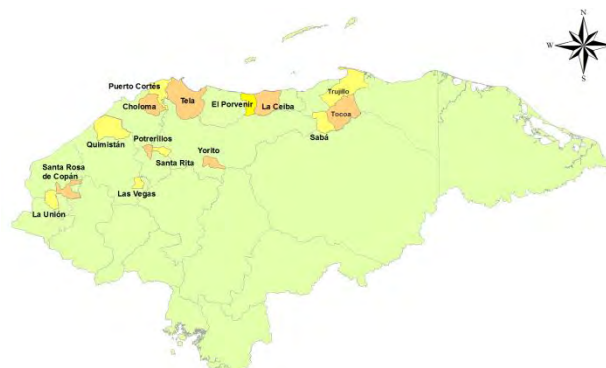 N
W
E
S
Puerto Cortés
Choloma
Tela
El Porvenir
La Ceiba
Trujillo
Tocoa
Sabá
Quimistán
Potrerillos
Santa Rita
Yorito
Santa Rosa
de Copán
Las Vegas
La Unión